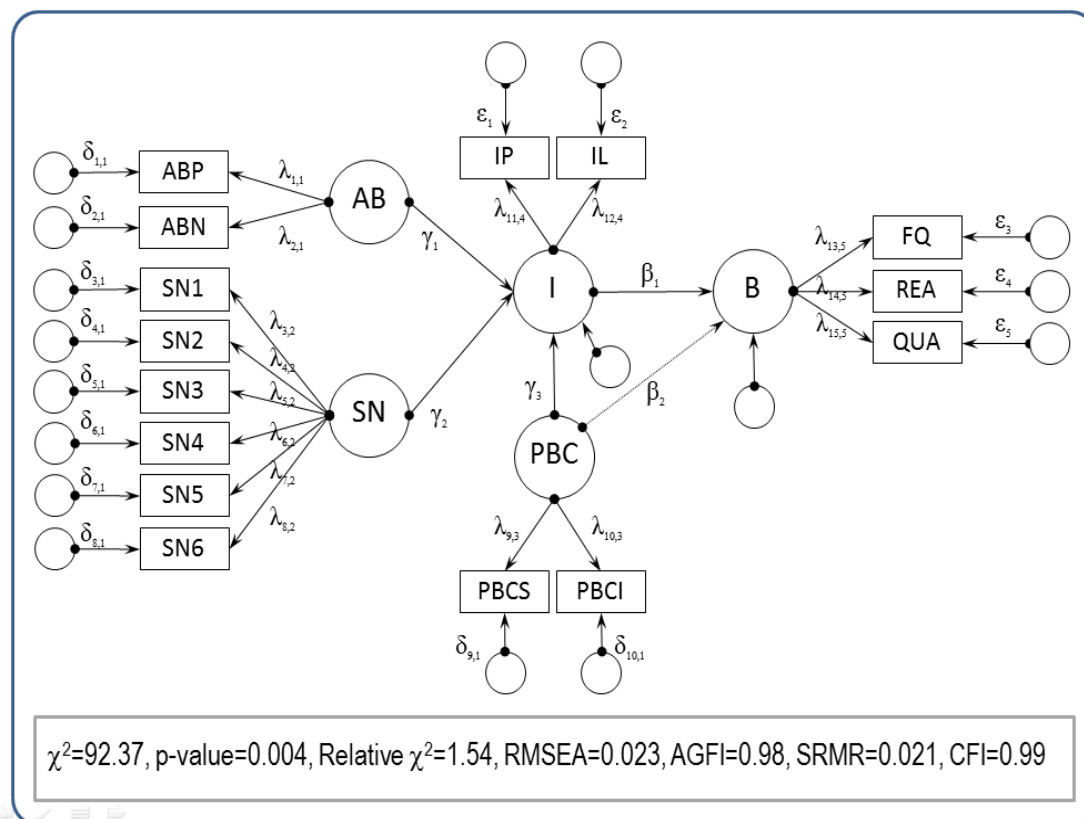 ε₁
ε₂
IP
IL
δ₁,₁
ABP
λ₁,₁
AB
λ₁₁,₄
λ₁₂,₄
δ₂,₁
ABN
λ₂,₁
γ₁
λ₁₃,₅
FQ
ε₃
δ₃,₁
SN1
I
β₁
B
λ₁₄,₅
REA
ε₄
δ₄,₁
SN2
λ₃,₂
λ₁₅,₅
QUA
ε₅
λ₄,₂
δ₅,₁
SN3
λ₅,₂
SN
γ₂
γ₃
β₂
δ₆,₁
SN4
λ₆,₂
PBC
λ₇,₂
δ₇,₁
SN5
λ₈,₂
δ₈,₁
SN6
λ₉,₃
λ₁₀,₃
PBCS
PBCI
δ₉,₁
δ₁₀,₁
χ²=92.37, p-value=0.004, Relative χ²=1.54, RMSEA=0.023, AGFI=0.98, SRMR=0.021, CFI=0.99